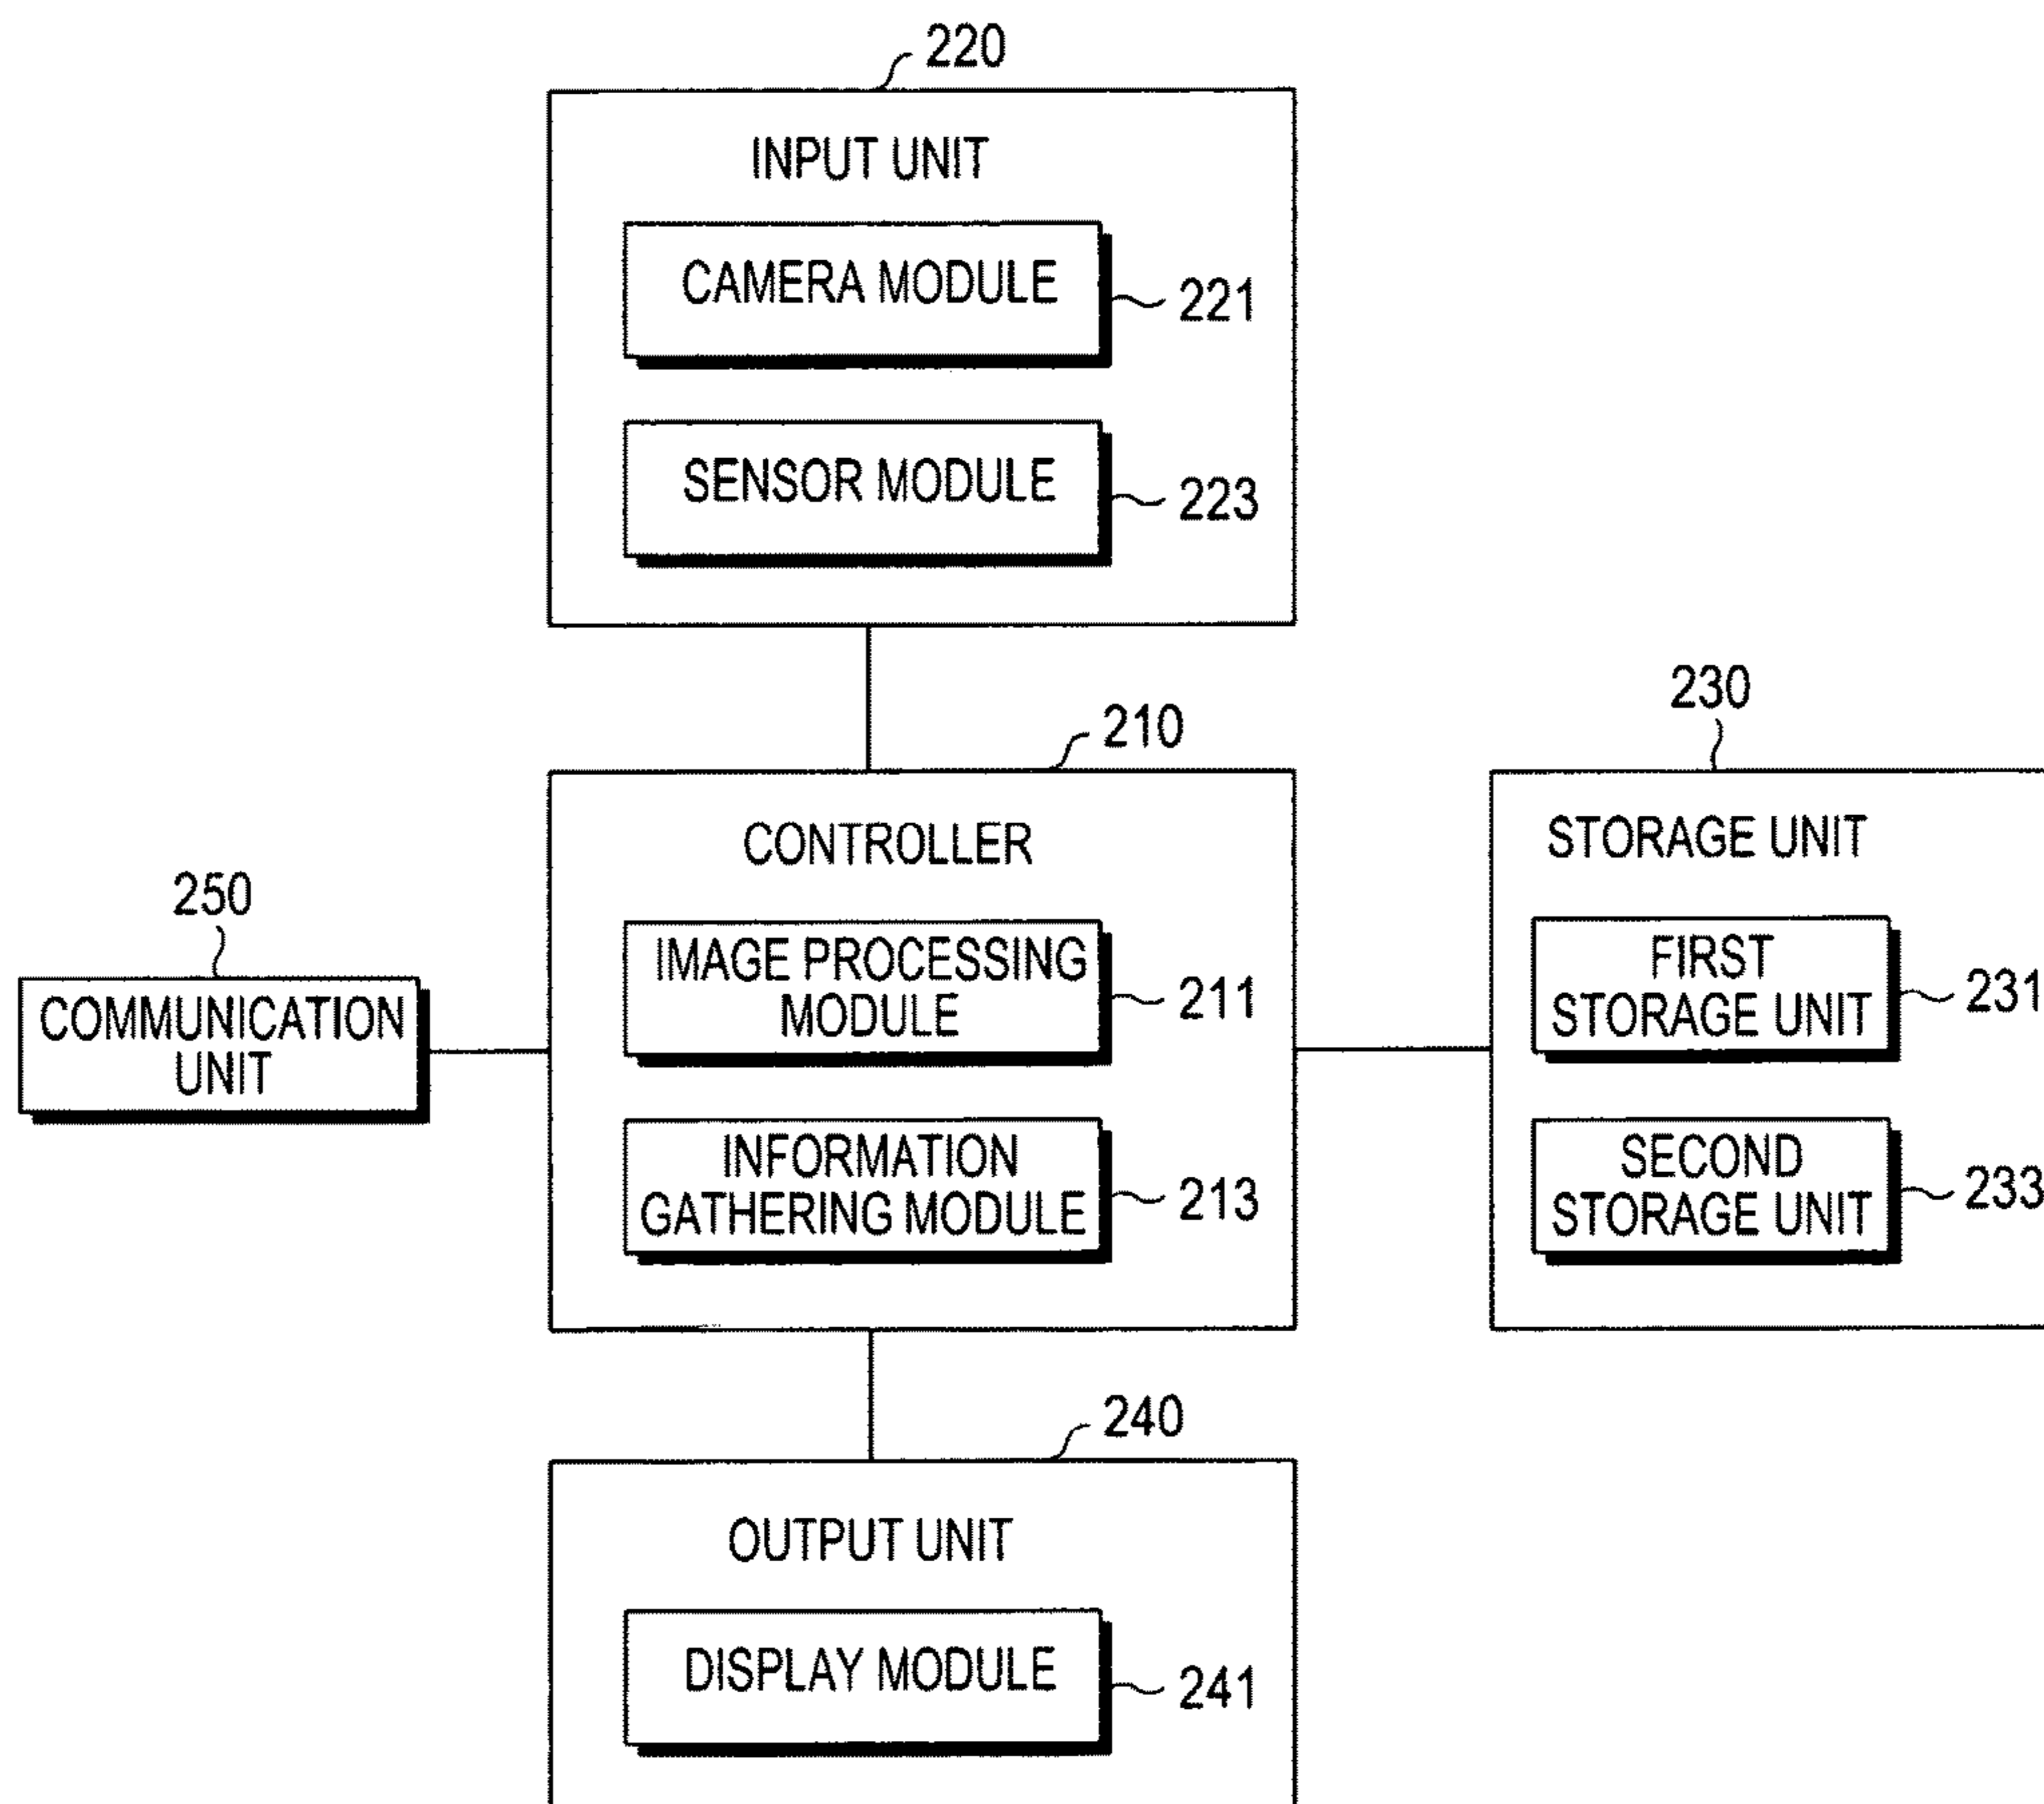 220
INPUT UNIT
CAMERA MODULE
221
SENSOR MODULE
223
210
CONTROLLER
IMAGE PROCESSING
MODULE
211
INFORMATION
GATHERING MODULE
213
230
STORAGE UNIT
FIRST
STORAGE UNIT
231
SECOND
STORAGE UNIT
233
250
COMMUNICATION
UNIT
240
OUTPUT UNIT
DISPLAY MODULE
241